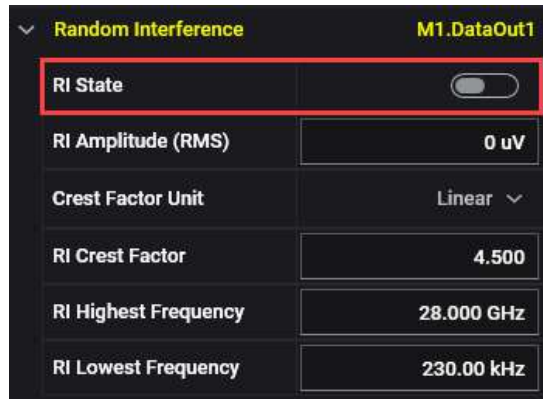 Random Interference M1.DataOut1
RI State
RI Amplitude (RMS) 0 uV
Crest Factor Unit Linear
RI Crest Factor 4.500
RI Highest Frequency 28.000 GHz
RI Lowest Frequency 230.00 kHz